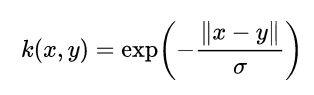 k(x, y) = exp(−‖x − y‖/σ)